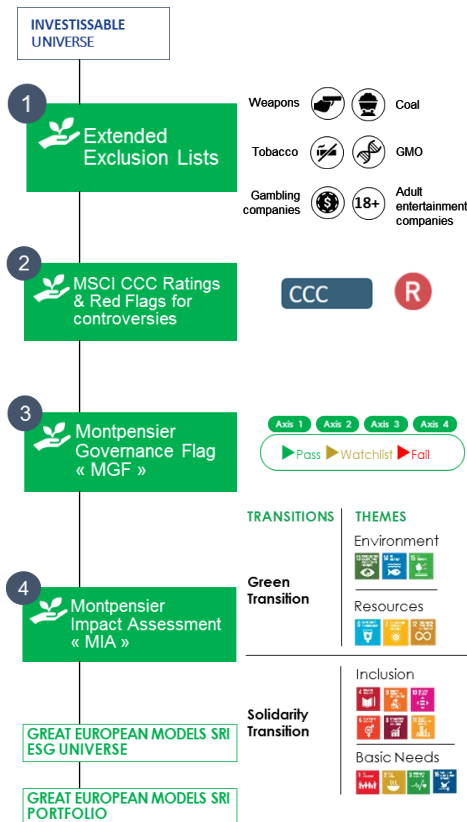 INVESTISSABLE
UNIVERSE
1
Extended
Exclusion Lists
Weapons
Coal
Tobacco
GMO
Gambling
companies
18+
Adult
entertainment
companies
2
MSCI CCC Ratings
& Red Flags for
controversies
CCC
R
3
Montpensier
Governance Flag
« MGF »
Axis 1 Axis 2 Axis 3 Axis 4
Pass Watchlist Fail
TRANSITIONS
THEMES
4
Montpensier
Impact Assessment
« MIA »
Green
Transition
Environment
Resources
Solidarity
Transition
Inclusion
Basic Needs
GREAT EUROPEAN MODELS SRI
ESG UNIVERSE
GREAT EUROPEAN MODELS SRI
PORTFOLIO